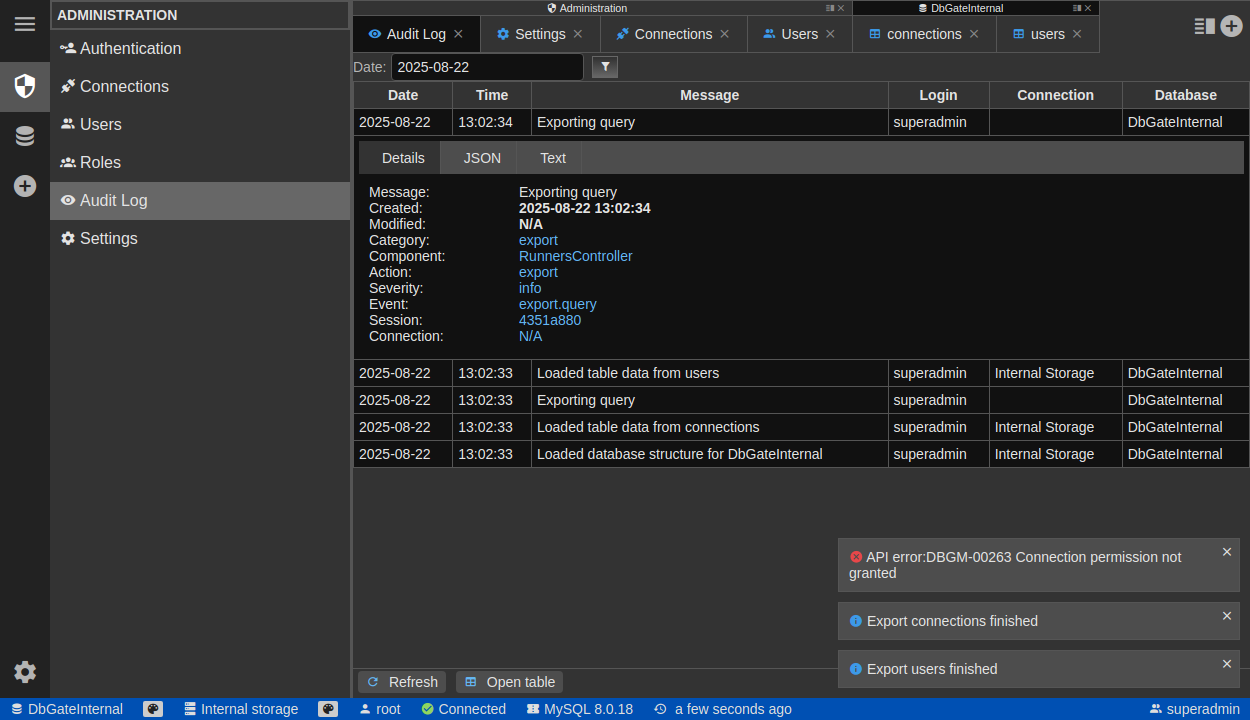 ADMINISTRATION
Authentication
Connections
Users
Roles
Audit Log
Settings
Administration
DbGateInternal
Audit Log
Settings
Connections
Users
connections
users
Date: 2025-08-22
Date Time Message Login Connection Database
2025-08-22 13:02:34 Exporting query superadmin DbGateInternal
Details JSON Text
Message: Exporting query
Created: 2025-08-22 13:02:34
Modified: N/A
Category: export
Component: RunnersController
Action: export
Severity: info
Event: export.query
Session: 4351a880
Connection: N/A
2025-08-22 13:02:33 Loaded table data from users superadmin Internal Storage DbGateInternal
2025-08-22 13:02:33 Exporting query superadmin DbGateInternal
2025-08-22 13:02:33 Loaded table data from connections superadmin Internal Storage DbGateInternal
2025-08-22 13:02:33 Loaded database structure for DbGateInternal superadmin Internal Storage DbGateInternal
API error:DBGM-00263 Connection permission not
granted
Export connections finished
Export users finished
Refresh Open table
DbGateInternal Internal storage root Connected MySQL 8.0.18 a few seconds ago superadmin